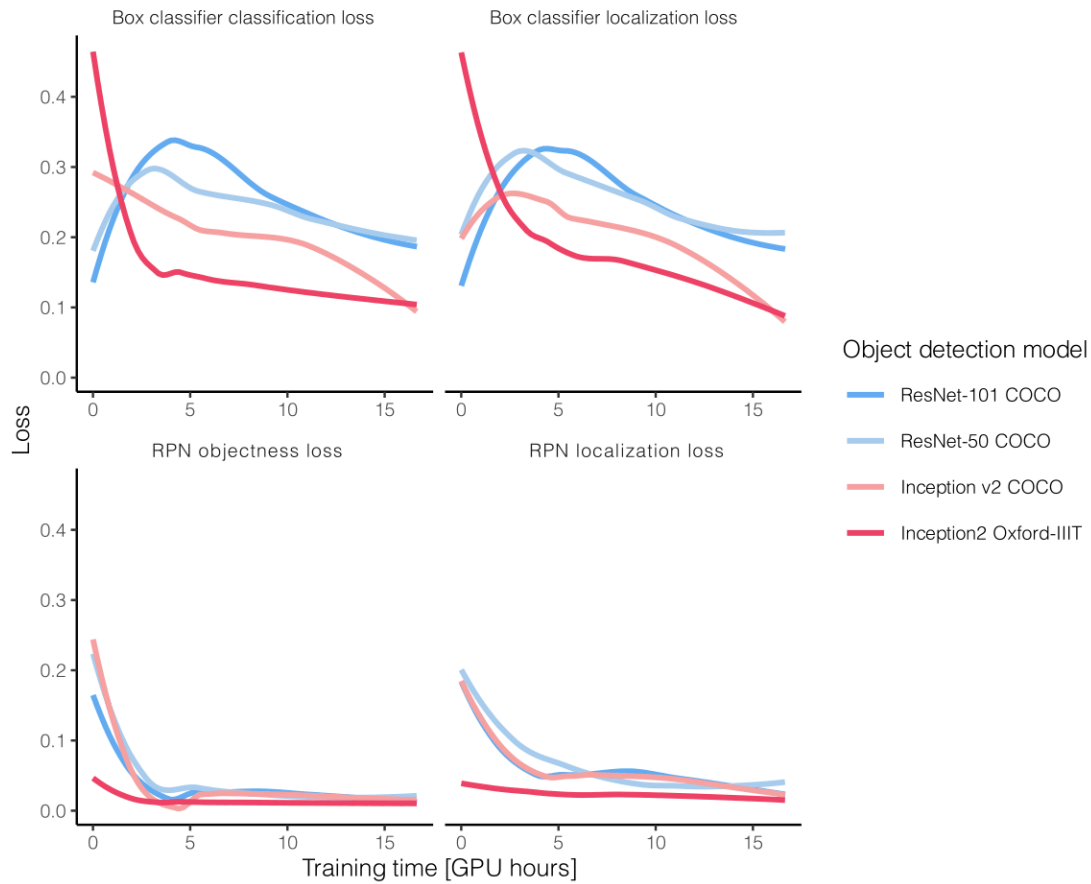 Box classifier classification loss
Box classifier localization loss
0.4
0.3
0.2
0.1
0.0
0 5 10 15
0 5 10 15
Loss
RPN objectness loss
RPN localization loss
0.4
0.3
0.2
0.1
0.0
0 5 10 15
0 5 10 15
Training time [GPU hours]
Object detection model
ResNet-101 COCO
ResNet-50 COCO
Inception v2 COCO
Inception2 Oxford-IIIT